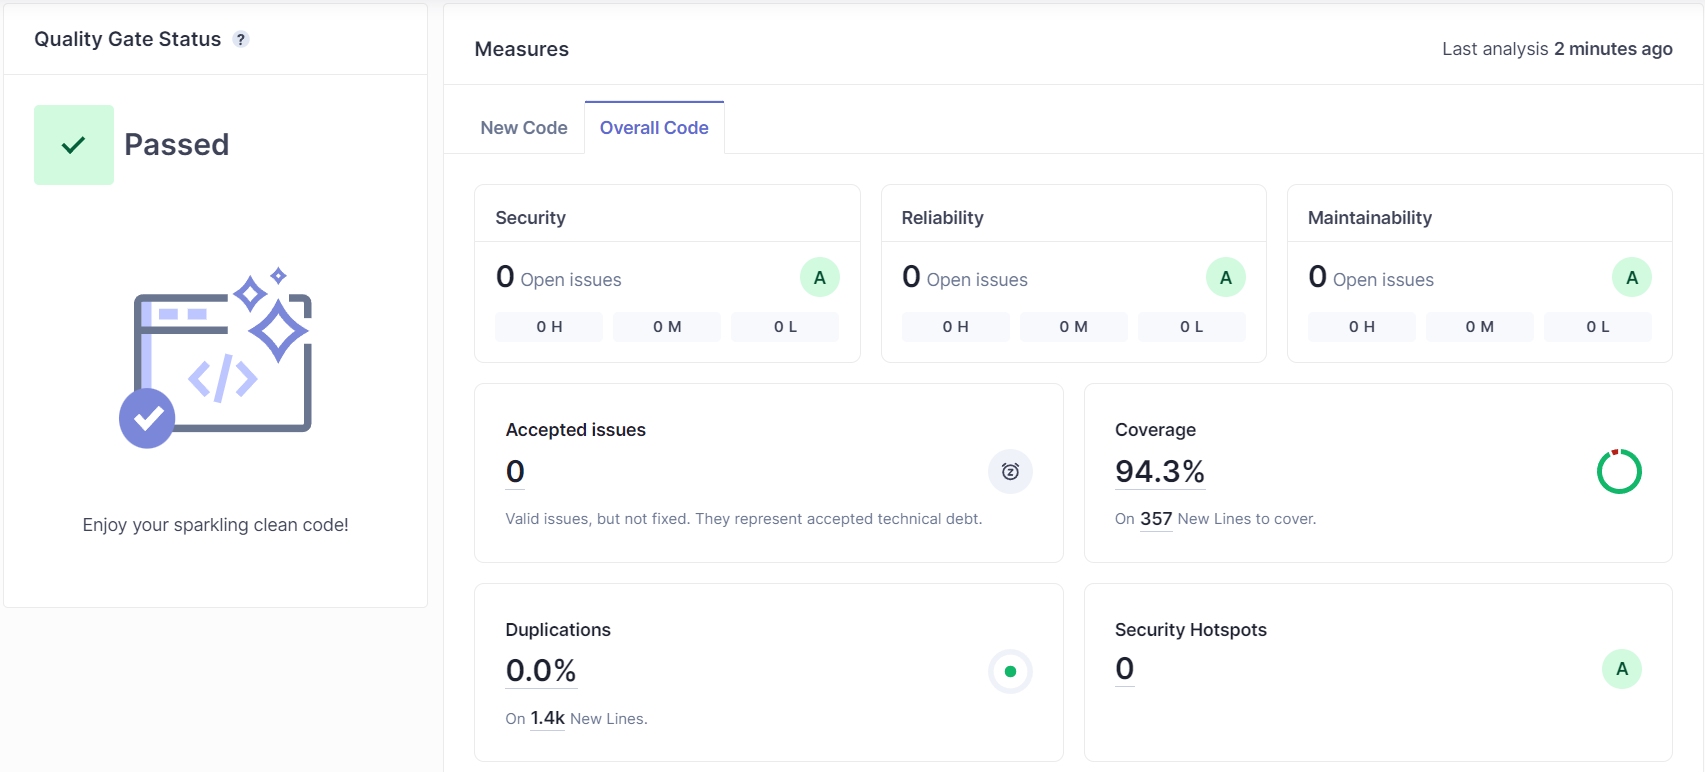 Quality Gate Status ?
Passed
Enjoy your sparkling clean code!
Measures
Last analysis 2 minutes ago
New Code
Overall Code
Security
0 Open issues
A
0 H
0 M
0 L
Reliability
0 Open issues
A
0 H
0 M
0 L
Maintainability
0 Open issues
A
0 H
0 M
0 L
Accepted issues
0
Valid issues, but not fixed. They represent accepted technical debt.
Coverage
94.3%
On 357 New Lines to cover.
Duplications
0.0%
On 1.4k New Lines.
Security Hotspots
0
A